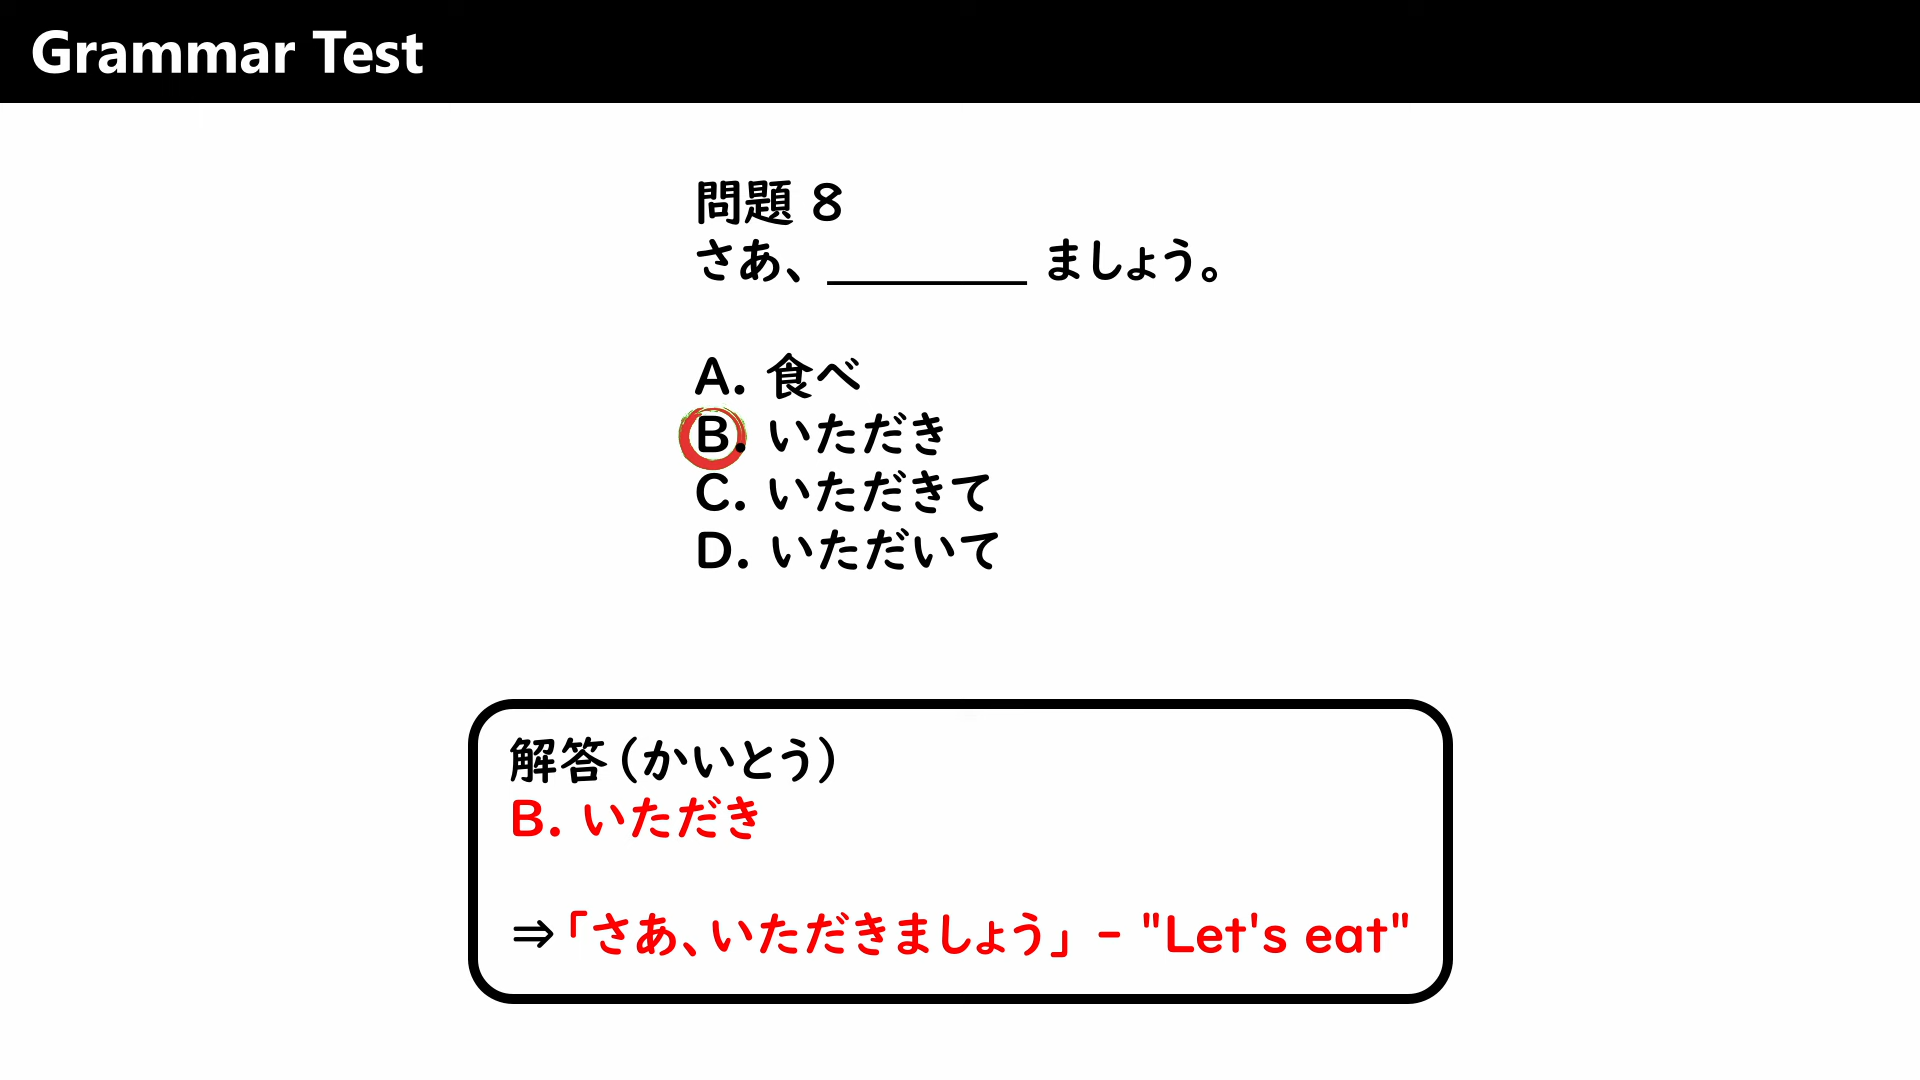 Grammar Test
問題 8
さあ、________ ましょう。
A. 食べ
B. いただき
C. いただきて
D. いただいて
解答（かいとう）
B. いただき
⇒「さあ、いただきましょう」 - "Let's eat"